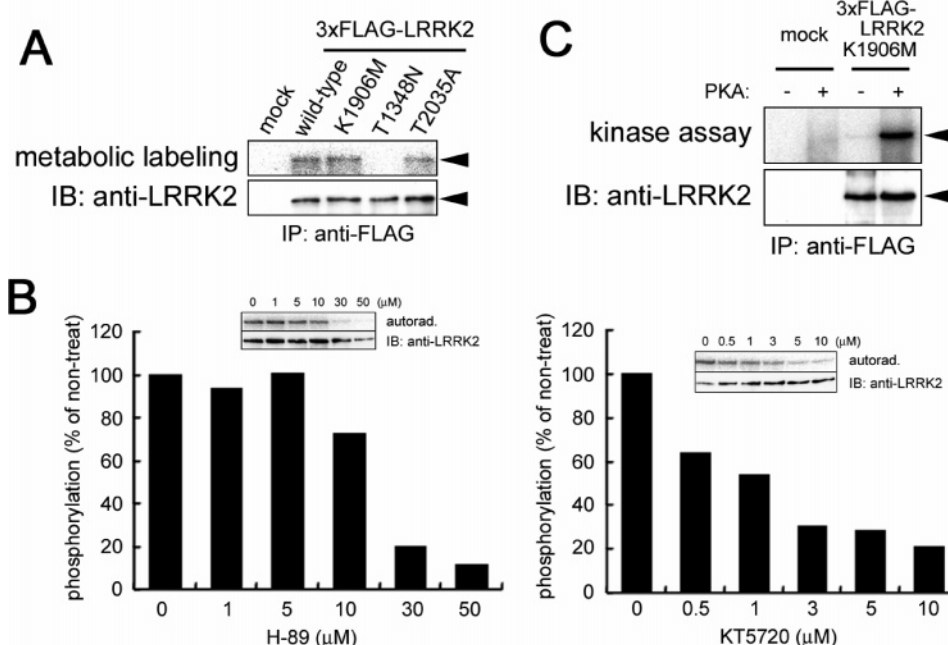 A
3xFLAG-LRRK2
mock
wild-type
K1906M
T1348N
T2035A
metabolic labeling
IB: anti-LRRK2
IP: anti-FLAG
C
mock
3xFLAG-
LRRK2
K1906M
PKA: - + - +
kinase assay
IB: anti-LRRK2
IP: anti-FLAG
B
0 1 5 10 30 50 (μM)
autorad.
IB: anti-LRRK2
phosphorylation (% of non-treat)
120
100
80
60
40
20
0
0 1 5 10 30 50
H-89 (μM)
0 0.5 1 3 5 10 (μM)
autorad.
IB: anti-LRRK2
phosphorylation (% of non-treat)
120
100
80
60
40
20
0
0 0.5 1 3 5 10
KT5720 (μM)